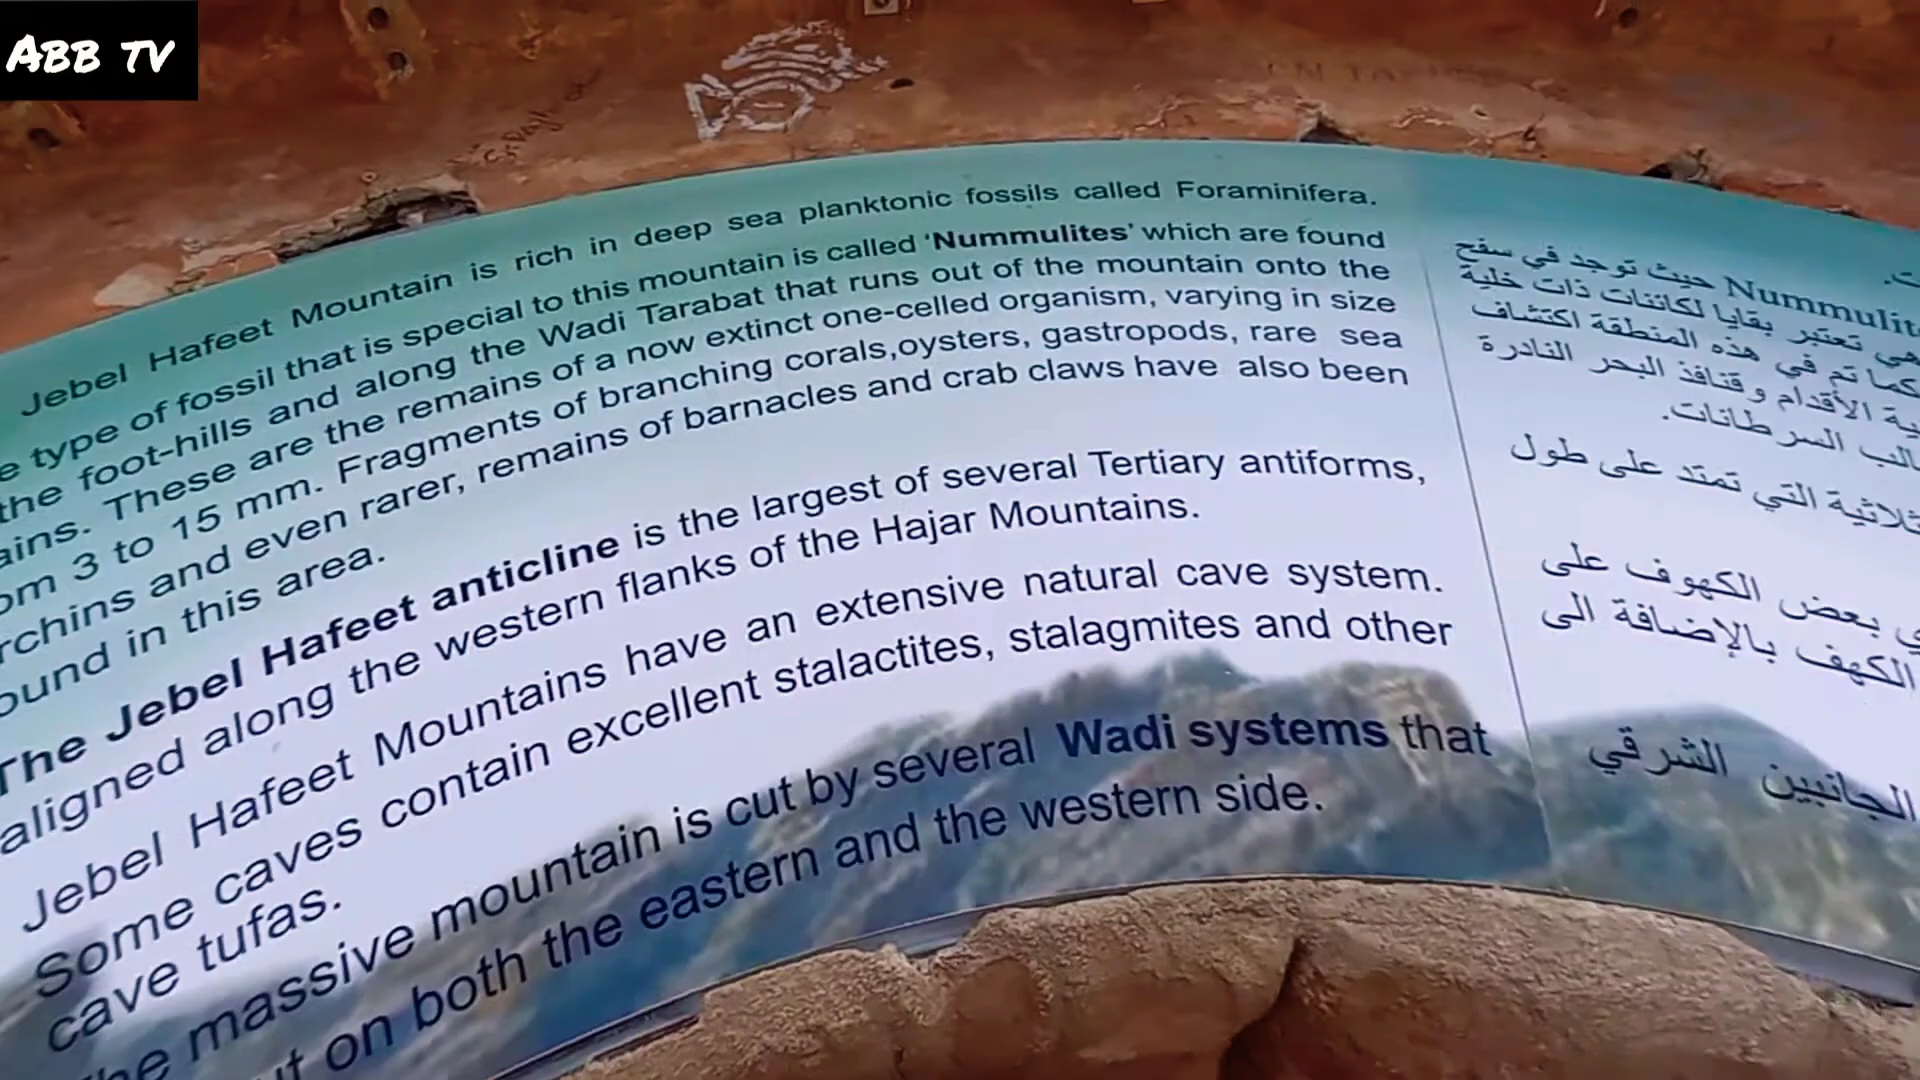 ABB TV
Jebel Hafeet Mountain is rich in deep sea planktonic fossils called Foraminifera.
type of fossil that is special to this mountain is called 'Nummulites' which are found
the foot-hills and along the Wadi Tarabat that runs out of the mountain onto the
These are the remains of a now extinct one-celled organism, varying in size
3 to 15 mm. Fragments of branching corals,oysters, gastropods, rare sea
and even rarer, remains of barnacles and crab claws have also been
in this area.
The Jebel Hafeet anticline is the largest of several Tertiary antiforms,
aligned along the western flanks of the Hajar Mountains.
Jebel Hafeet Mountains have an extensive natural cave system.
Some caves contain excellent stalactites, stalagmites and other
cave tufas.
massive mountain is cut by several Wadi systems that
on both the eastern and the western side.
حيث توجد في سفح
هي تعتبر بقايا لكائنات ذات خلية
كما تم في هذه المنطقة اكتشاف
الأقدام و قنافذ البحر النادرة
السرطانات.
التي تمتد على طول
بعض الكهوف على
الكهف بالإضافة الى
الجانبين الشرقي